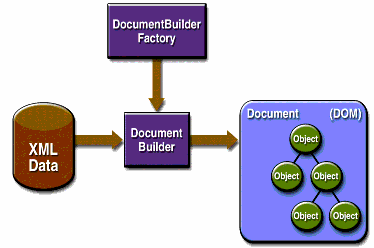 DocumentBuilder
Factory
XML
Data
Document
Builder
Document (DOM)
Object
Object
Object
Object
Object